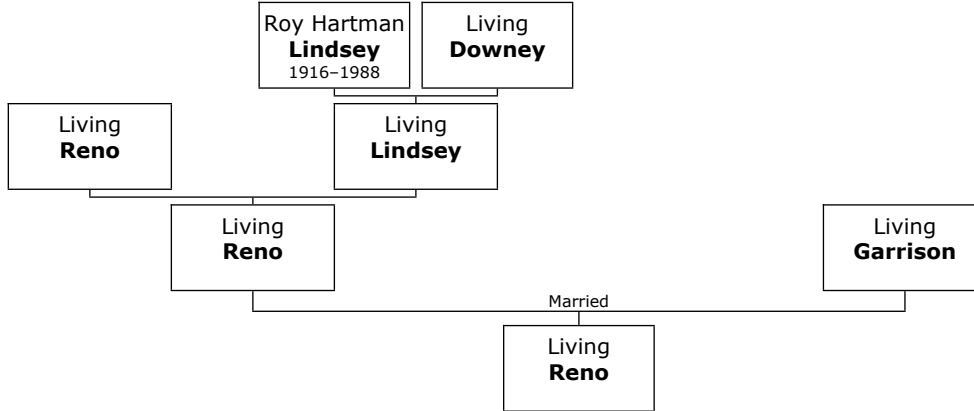 Roy Hartman
Lindsey
1916–1988
Living
Downey
Living
Reno
Living
Lindsey
Living
Reno
Living
Garrison
Married
Living
Reno